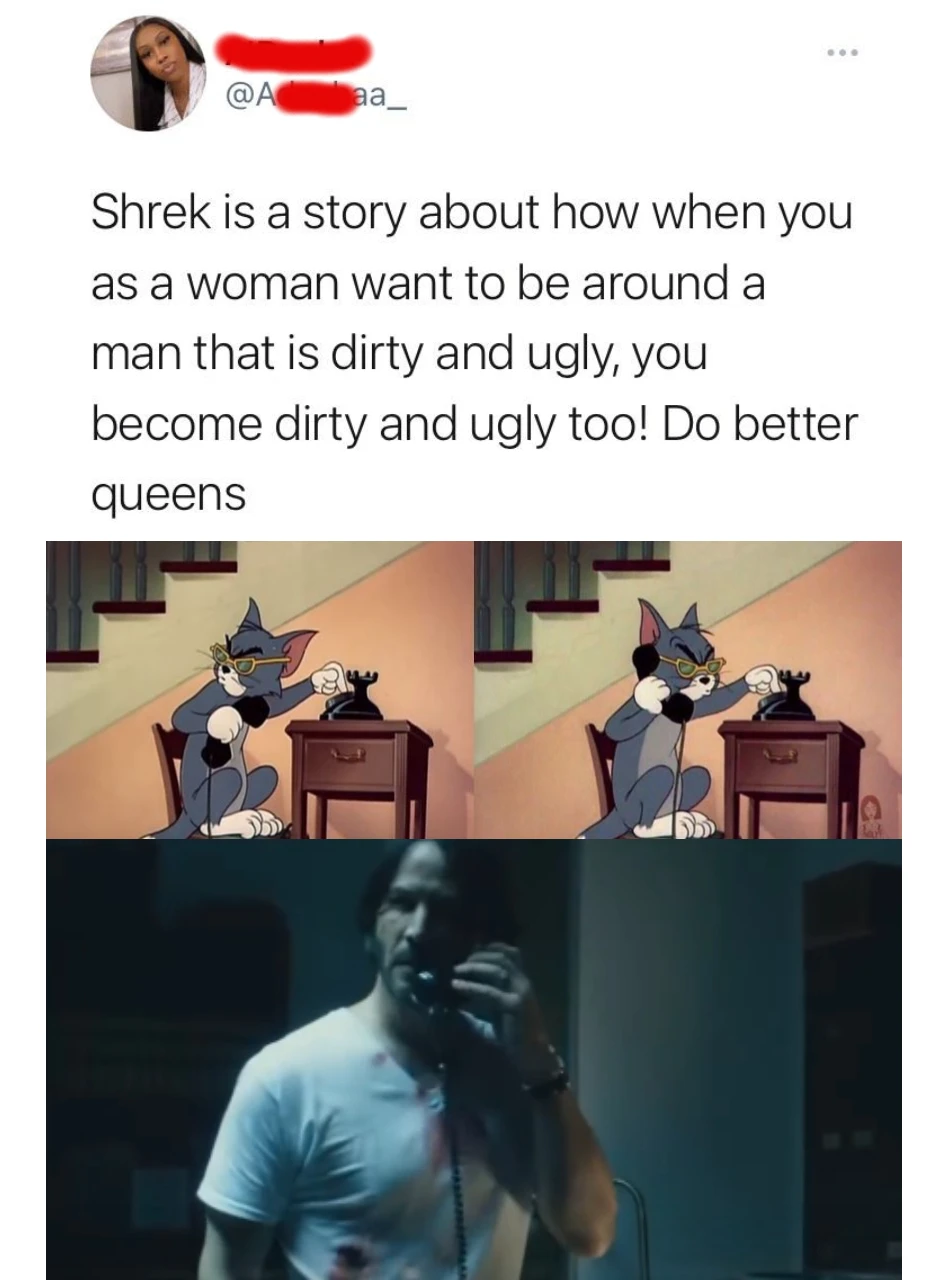 @A aa_
Shrek is a story about how when you
as a woman want to be around a
man that is dirty and ugly, you
become dirty and ugly too! Do better
queens